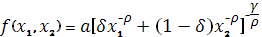 f(x₁, x₂) = a[δx₁^{-ρ} + (1 − δ)x₂^{-ρ}]^{-γ/ρ}